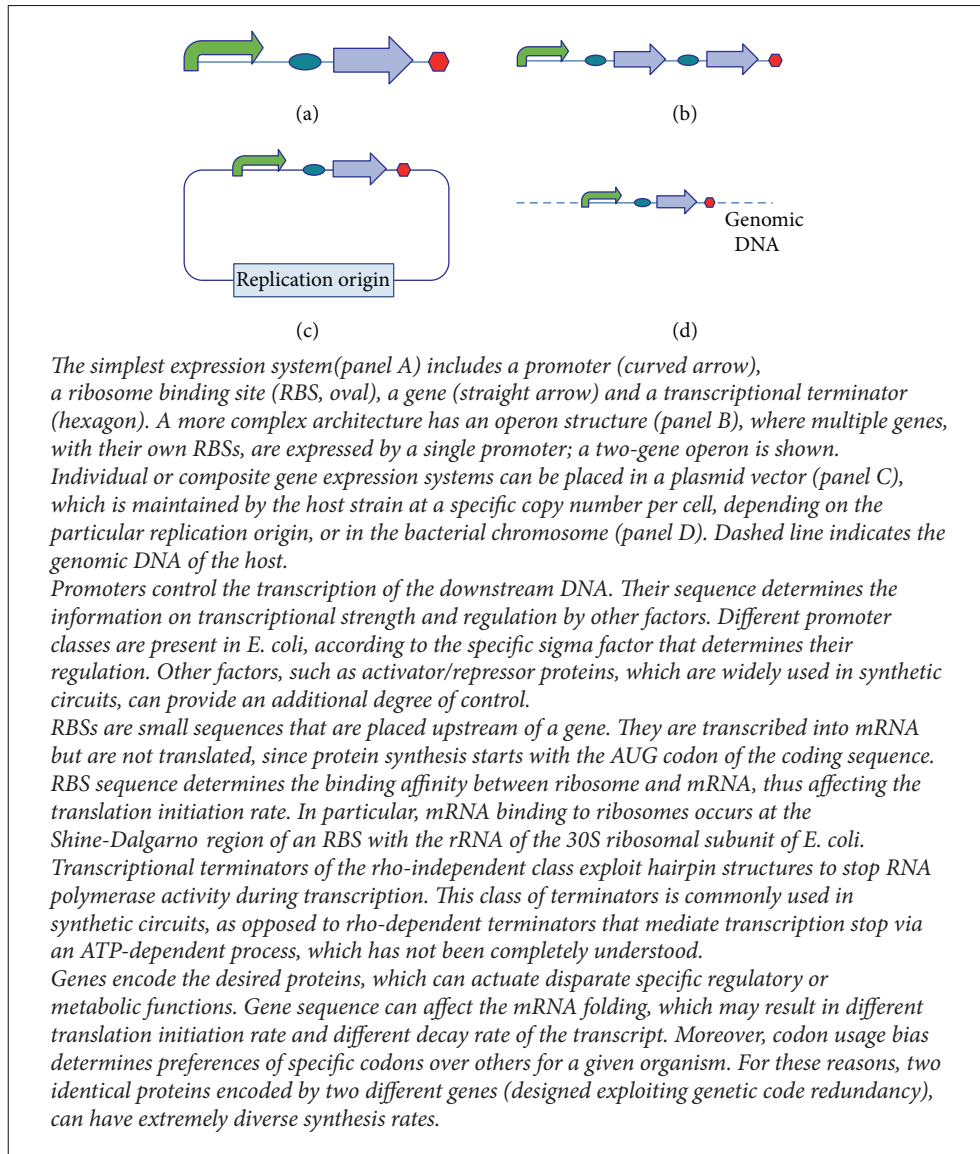 (a)
(b)
Genomic
DNA
Replication origin
(c)
(d)
The simplest expression system(panel A) includes a promoter (curved arrow),
a ribosome binding site (RBS, oval), a gene (straight arrow) and a transcriptional terminator
(hexagon). A more complex architecture has an operon structure (panel B), where multiple genes,
with their own RBSs, are expressed by a single promoter; a two-gene operon is shown.
Individual or composite gene expression systems can be placed in a plasmid vector (panel C),
which is maintained by the host strain at a specific copy number per cell, depending on the
particular replication origin, or in the bacterial chromosome (panel D). Dashed line indicates the
genomic DNA of the host.
Promoters control the transcription of the downstream DNA. Their sequence determines the
information on transcriptional strength and regulation by other factors. Different promoter
classes are present in E. coli, according to the specific sigma factor that determines their
regulation. Other factors, such as activator/repressor proteins, which are widely used in synthetic
circuits, can provide an additional degree of control.
RBSs are small sequences that are placed upstream of a gene. They are transcribed into mRNA
but are not translated, since protein synthesis starts with the AUG codon of the coding sequence.
RBS sequence determines the binding affinity between ribosome and mRNA, thus affecting the
translation initiation rate. In particular, mRNA binding to ribosomes occurs at the
Shine-Dalgarno region of an RBS with the rRNA of the 30S ribosomal subunit of E. coli.
Transcriptional terminators of the rho-independent class exploit hairpin structures to stop RNA
polymerase activity during transcription. This class of terminators is commonly used in
synthetic circuits, as opposed to rho-dependent terminators that mediate transcription stop via
an ATP-dependent process, which has not been completely understood.
Genes encode the desired proteins, which can actuate disparate specific regulatory or
metabolic functions. Gene sequence can affect the mRNA folding, which may result in different
translation initiation rate and different decay rate of the transcript. Moreover, codon usage bias
determines preferences of specific codons over others for a given organism. For these reasons, two
identical proteins encoded by two different genes (designed exploiting genetic code redundancy),
can have extremely diverse synthesis rates.